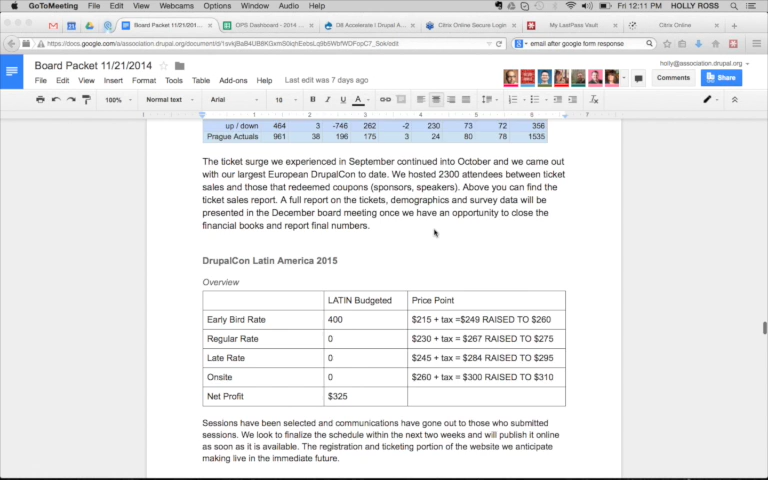 GoToMeeting File Edit View Webcams Options Window Audio Help Fri 12:11 PM HOLLY ROSS
Board Packet 11/21/2014 OPS Dashboard - 2014 DB Accelerate | Drupal A... Citrix Online Secure Login My LastPass Vault Citrix Online
email after google form response
Board Packet 11/21/2014
holly@association.drupal.org
File Edit View Insert Format Tools Table Add-ons Help Last edit was 7 days ago
Comments Share
100% Normal text Arial 10 B I U A
1 2 3 4 5 6 7
up / down 464 3 -746 262 -2 230 73 72 356
Prague Actuals 961 38 196 175 3 24 80 78 1535
The ticket surge we experienced in September continued into October and we came out
with our largest European DrupalCon to date. We hosted 2300 attendees between ticket
sales and those that redeemed coupons (sponsors, speakers). Above you can find the
ticket sales report. A full report on the tickets, demographics and survey data will be
presented in the December board meeting once we have an opportunity to close the
financial books and report final numbers.
DrupalCon Latin America 2015
Overview
LATIN Budgeted Price Point
Early Bird Rate 400 $215 + tax =$249 RAISED TO $260
Regular Rate 0 $230 + tax = $267 RAISED TO $275
Late Rate 0 $245 + tax = $284 RAISED TO $295
Onsite 0 $260 + tax = $300 RAISED TO $310
Net Profit $325
Sessions have been selected and communications have gone out to those who submitted
sessions. We look to finalize the schedule within the next two weeks and will publish it online
as soon as it is available. The registration and ticketing portion of the website we anticipate
making live in the immediate future.